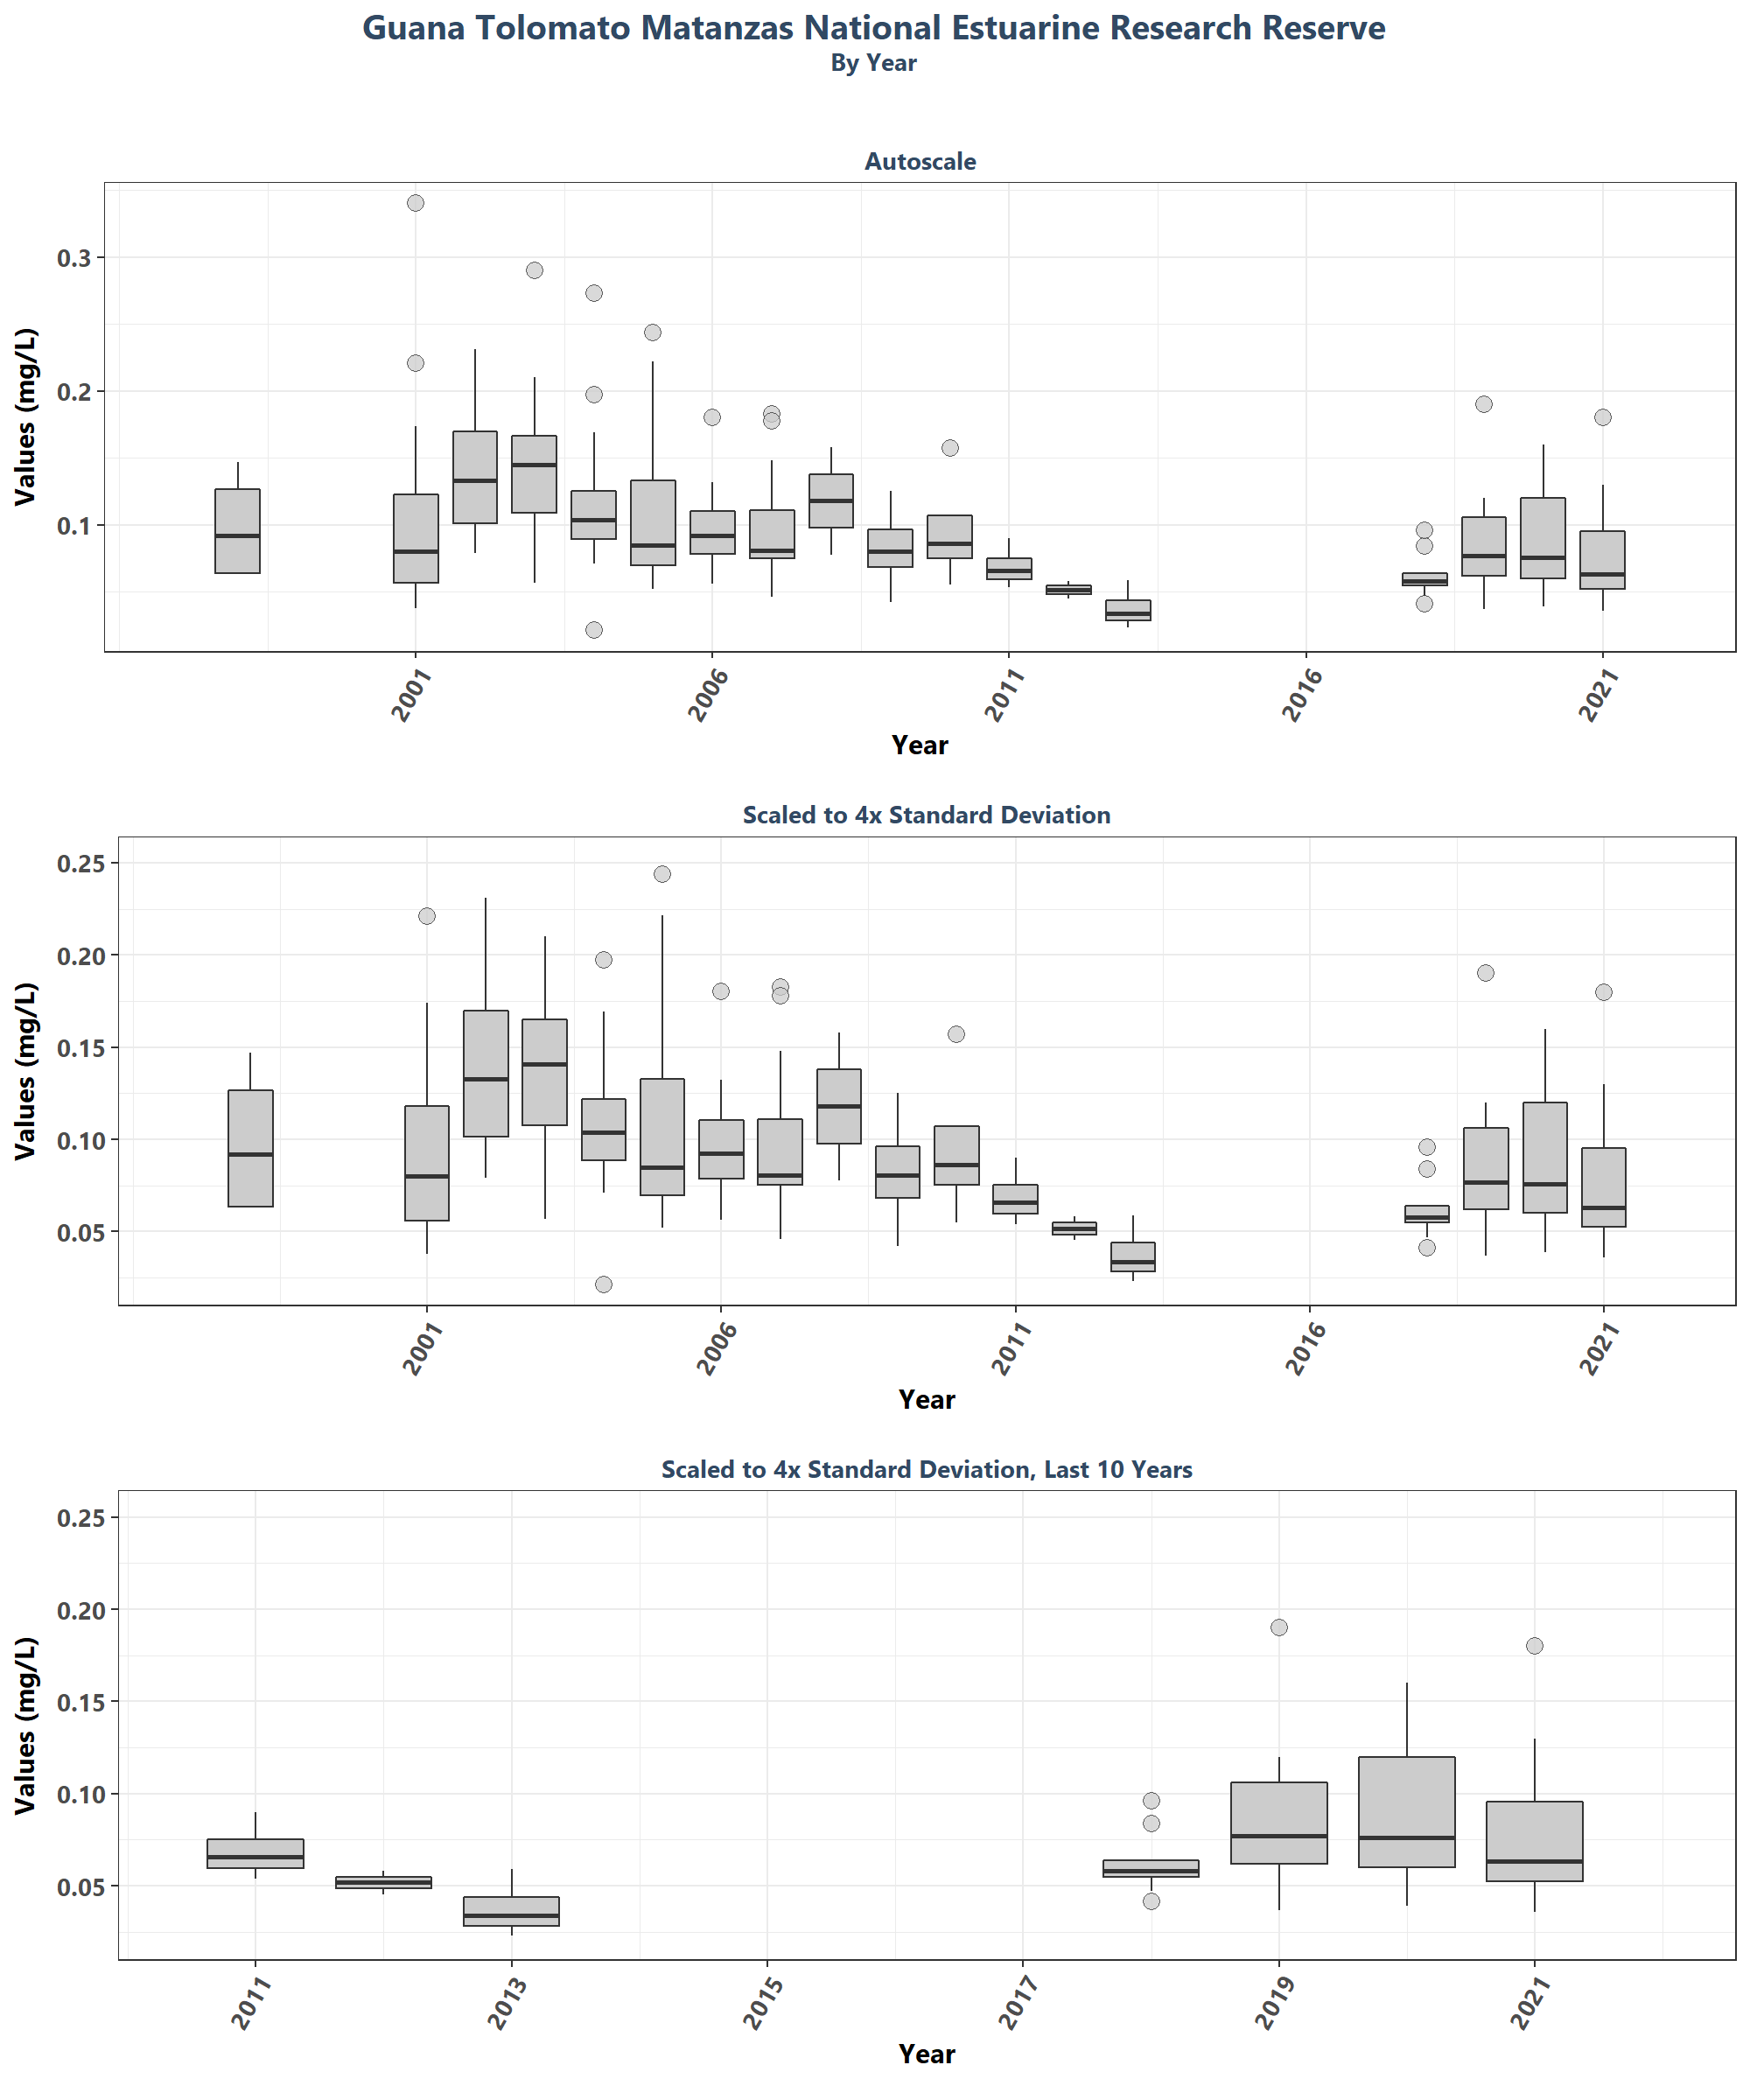 Guana Tolomato Matanzas National Estuarine Research Reserve
By Year
Autoscale
Values (mg/L)
0.3
0.2
0.1
2001 2006 2011 2016 2021
Year
Scaled to 4x Standard Deviation
Values (mg/L)
0.25
0.20
0.15
0.10
0.05
2001 2006 2011 2016 2021
Year
Scaled to 4x Standard Deviation, Last 10 Years
Values (mg/L)
0.25
0.20
0.15
0.10
0.05
2011 2013 2015 2017 2019 2021
Year